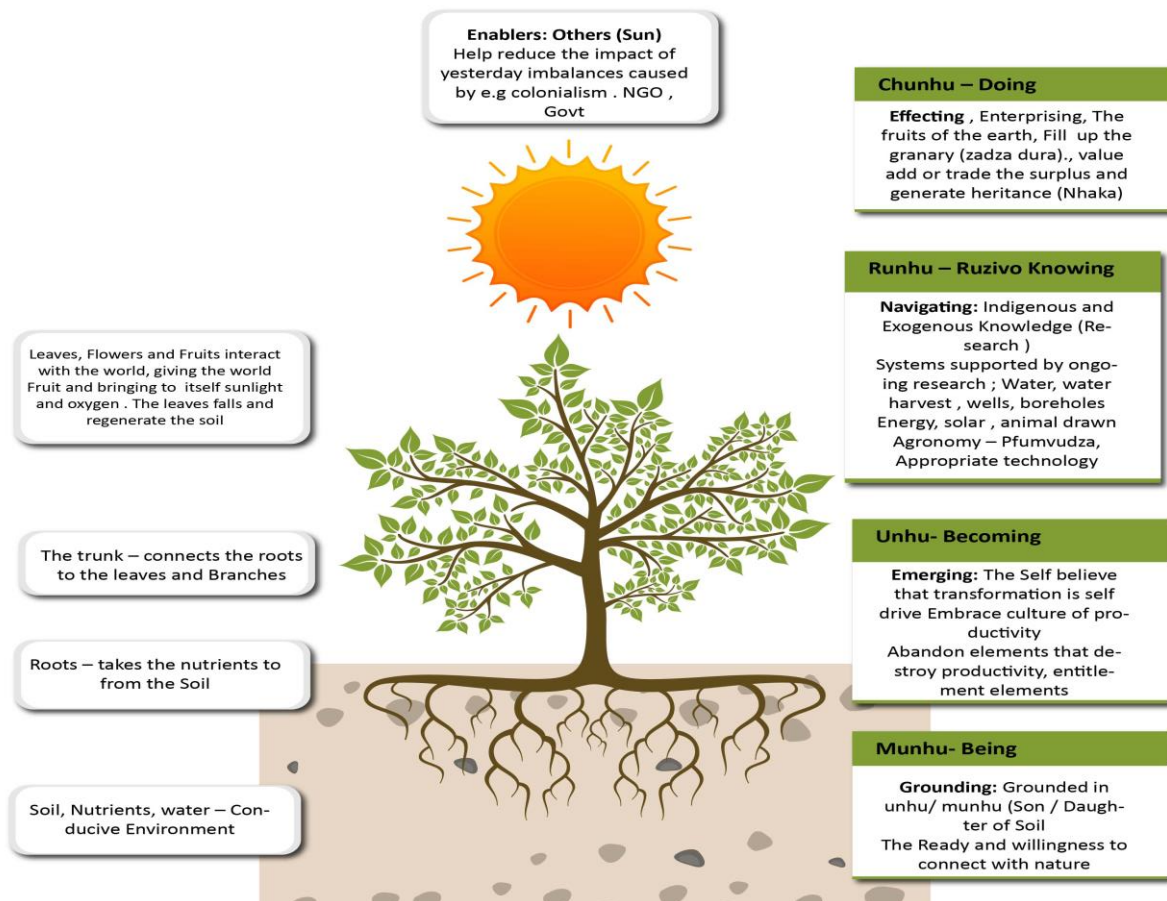 Enablers: Others (Sun)
Help reduce the impact of
yesterday imbalances caused
by e.g colonialism . NGO ,
Govt
Chunhu – Doing
Effecting , Enterprising, The
fruits of the earth, Fill up the
granary (zadza dura)., value
add or trade the surplus and
generate heritance (Nhaka)
Runhu – Ruzivo Knowing
Navigating: Indigenous and
Exogenous Knowledge (Re-
search )
Systems supported by ongo-
ing research ; Water, water
harvest , wells, boreholes
Energy, solar , animal drawn
Agronomy – Pfumvudza,
Appropriate technology
Leaves, Flowers and Fruits interact
with the world, giving the world
Fruit and bringing to itself sunlight
and oxygen . The leaves falls and
regenerate the soil
The trunk – connects the roots
to the leaves and Branches
Unhu- Becoming
Emerging: The Self believe
that transformation is self
drive Embrace culture of pro-
ductivity
Abandon elements that de-
stroy productivity, entitle-
ment elements
Roots – takes the nutrients to
from the Soil
Munhu- Being
Grounding: Grounded in
unhu/ munhu (Son / Daugh-
ter of Soil
The Ready and willingness to
connect with nature
Soil, Nutrients, water – Con-
ducive Environment